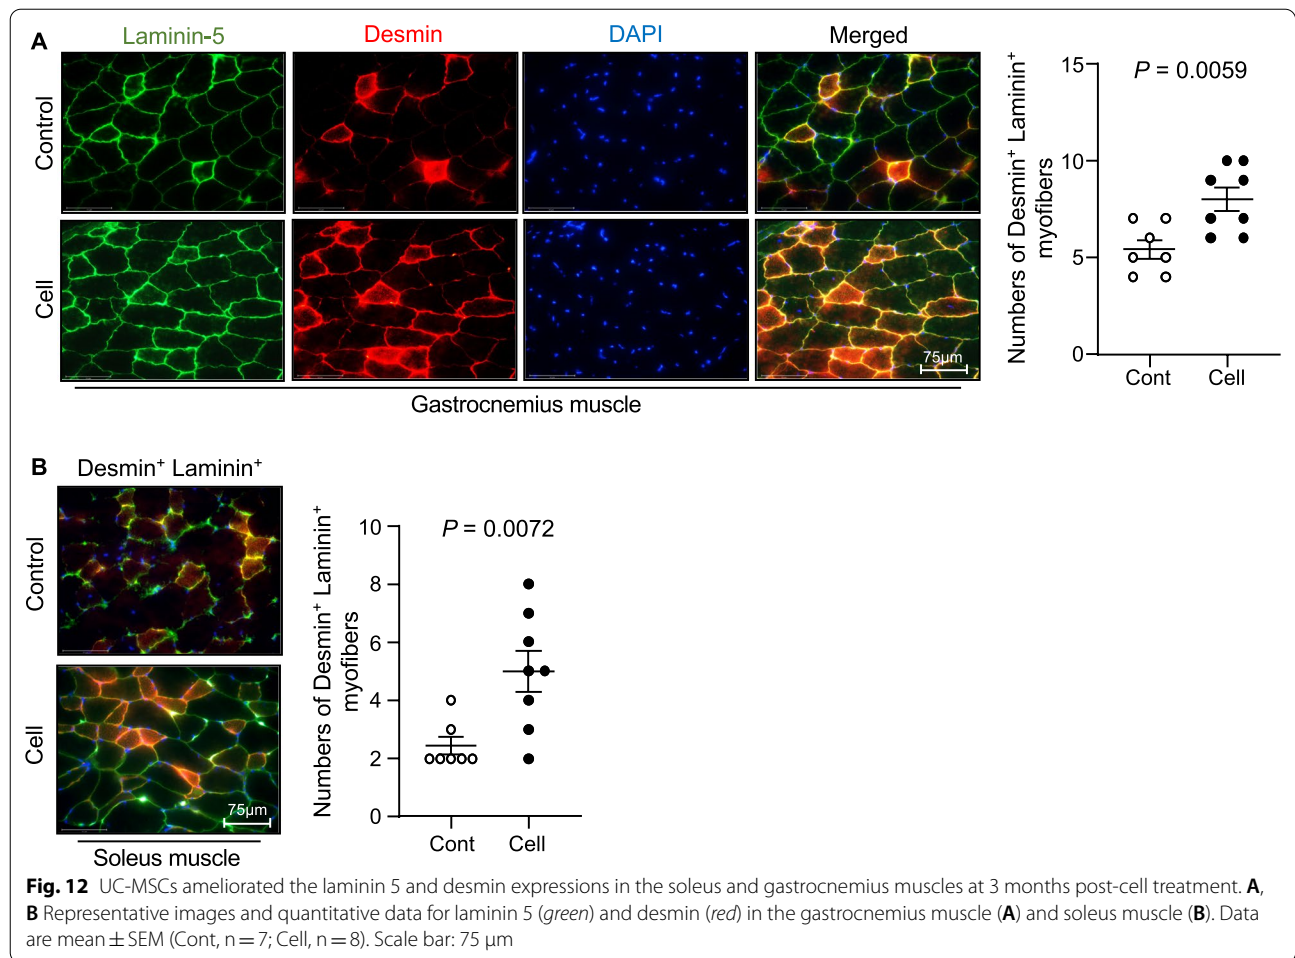 A
Laminin-5 Desmin DAPI Merged
Control
Cell
75µm
Gastrocnemius muscle
Numbers of Desmin⁺ Laminin⁺
myofibers
P = 0.0059
15
10
5
0
Cont Cell
B
Desmin⁺ Laminin⁺
Control
Cell
75µm
Soleus muscle
Numbers of Desmin⁺ Laminin⁺
myofibers
P = 0.0072
10
8
6
4
2
0
Cont Cell
Fig. 12 UC-MSCs ameliorated the laminin 5 and desmin expressions in the soleus and gastrocnemius muscles at 3 months post-cell treatment. A,
B Representative images and quantitative data for laminin 5 (green) and desmin (red) in the gastrocnemius muscle (A) and soleus muscle (B). Data
are mean ± SEM (Cont, n = 7; Cell, n = 8). Scale bar: 75 µm